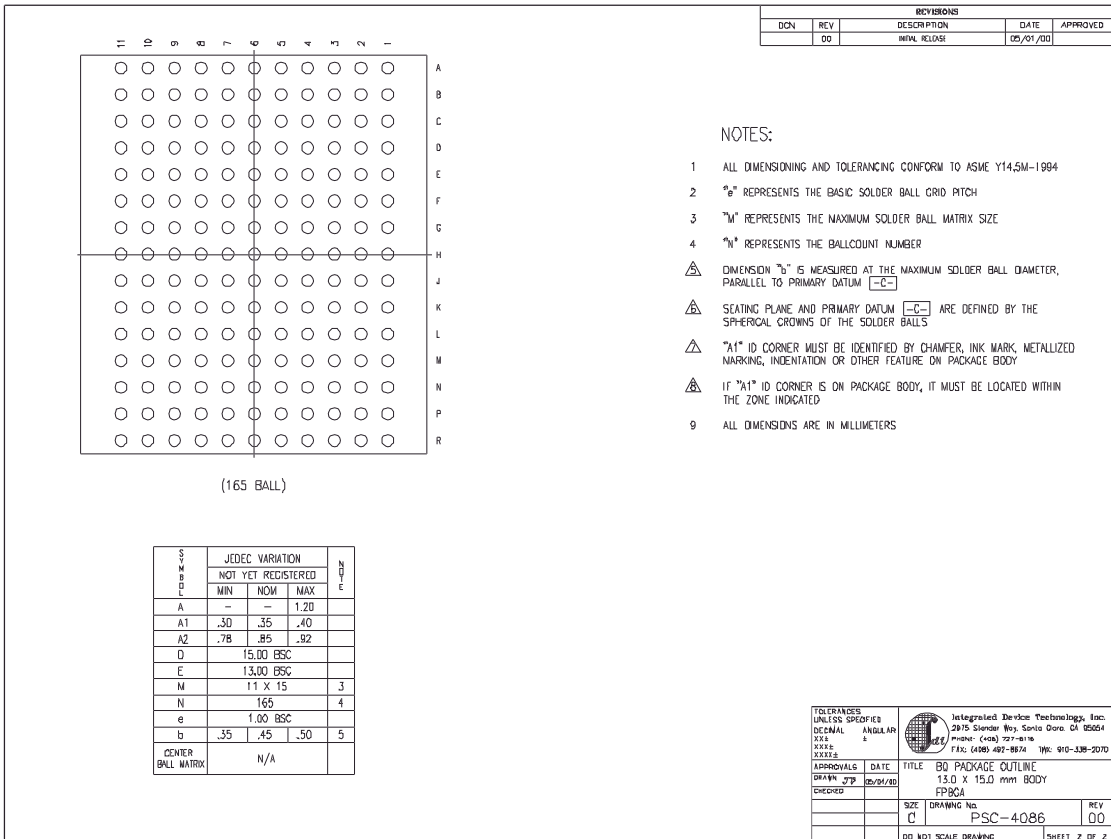 REVISIONS
DCN REV DESCRIPTION DATE APPROVED
00 INITIAL RELEASE 05/01/00
11 10 9 8 7 6 5 4 3 2 1
A
B
C
D
E
F
G
H
J
K
L
M
N
P
R
(165 BALL)
NOTES:
1 ALL DIMENSIONING AND TOLERANCING CONFORM TO ASME Y14.5M-1994
2 "e" REPRESENTS THE BASIC SOLDER BALL GRID PITCH
3 "M" REPRESENTS THE MAXIMUM SOLDER BALL MATRIX SIZE
4 "N" REPRESENTS THE BALLCOUNT NUMBER
5 DIMENSION "b" IS MEASURED AT THE MAXIMUM SOLDER BALL DIAMETER,
PARALLEL TO PRIMARY DATUM -C-
6 SEATING PLANE AND PRIMARY DATUM -C- ARE DEFINED BY THE
SPHERICAL CROWNS OF THE SOLDER BALLS
7 "A1" ID CORNER MUST BE IDENTIFIED BY CHAMFER, INK MARK, METALLIZED
MARKING, INDENTATION OR OTHER FEATURE ON PACKAGE BODY
8 IF "A1" ID CORNER IS ON PACKAGE BODY, IT MUST BE LOCATED WITHIN
THE ZONE INDICATED
9 ALL DIMENSIONS ARE IN MILLIMETERS
SYMBOL JEDEC VARIATION NOTE
NOT YET REGISTERED
MIN NOM MAX
A - - 1.20
A1 .30 .35 .40
A2 .78 .85 .92
D 15.00 BSC
E 13.00 BSC
M 11 X 15 3
N 165 4
e 1.00 BSC
b .35 .45 .50 5
CENTER BALL MATRIX N/A
TOLERANCES
UNLESS SPECIFIED
DECIMAL ANGULAR
XX± ±
XXX±
XXXX±
idt
Integrated Device Technology, Inc.
2975 Stender Way, Santa Clara, CA 95054
PHONE: (408) 727-6116
FAX: (408) 492-8674 TWX: 910-338-2070
APPROVALS DATE
DRAWN JP 05/01/00
CHECKED
TITLE BQ PACKAGE OUTLINE
13.0 X 15.0 mm BODY
FPBGA
SIZE DRAWING No. REV
C PSC-4086 00
DO NOT SCALE DRAWING SHEET 2 OF 2